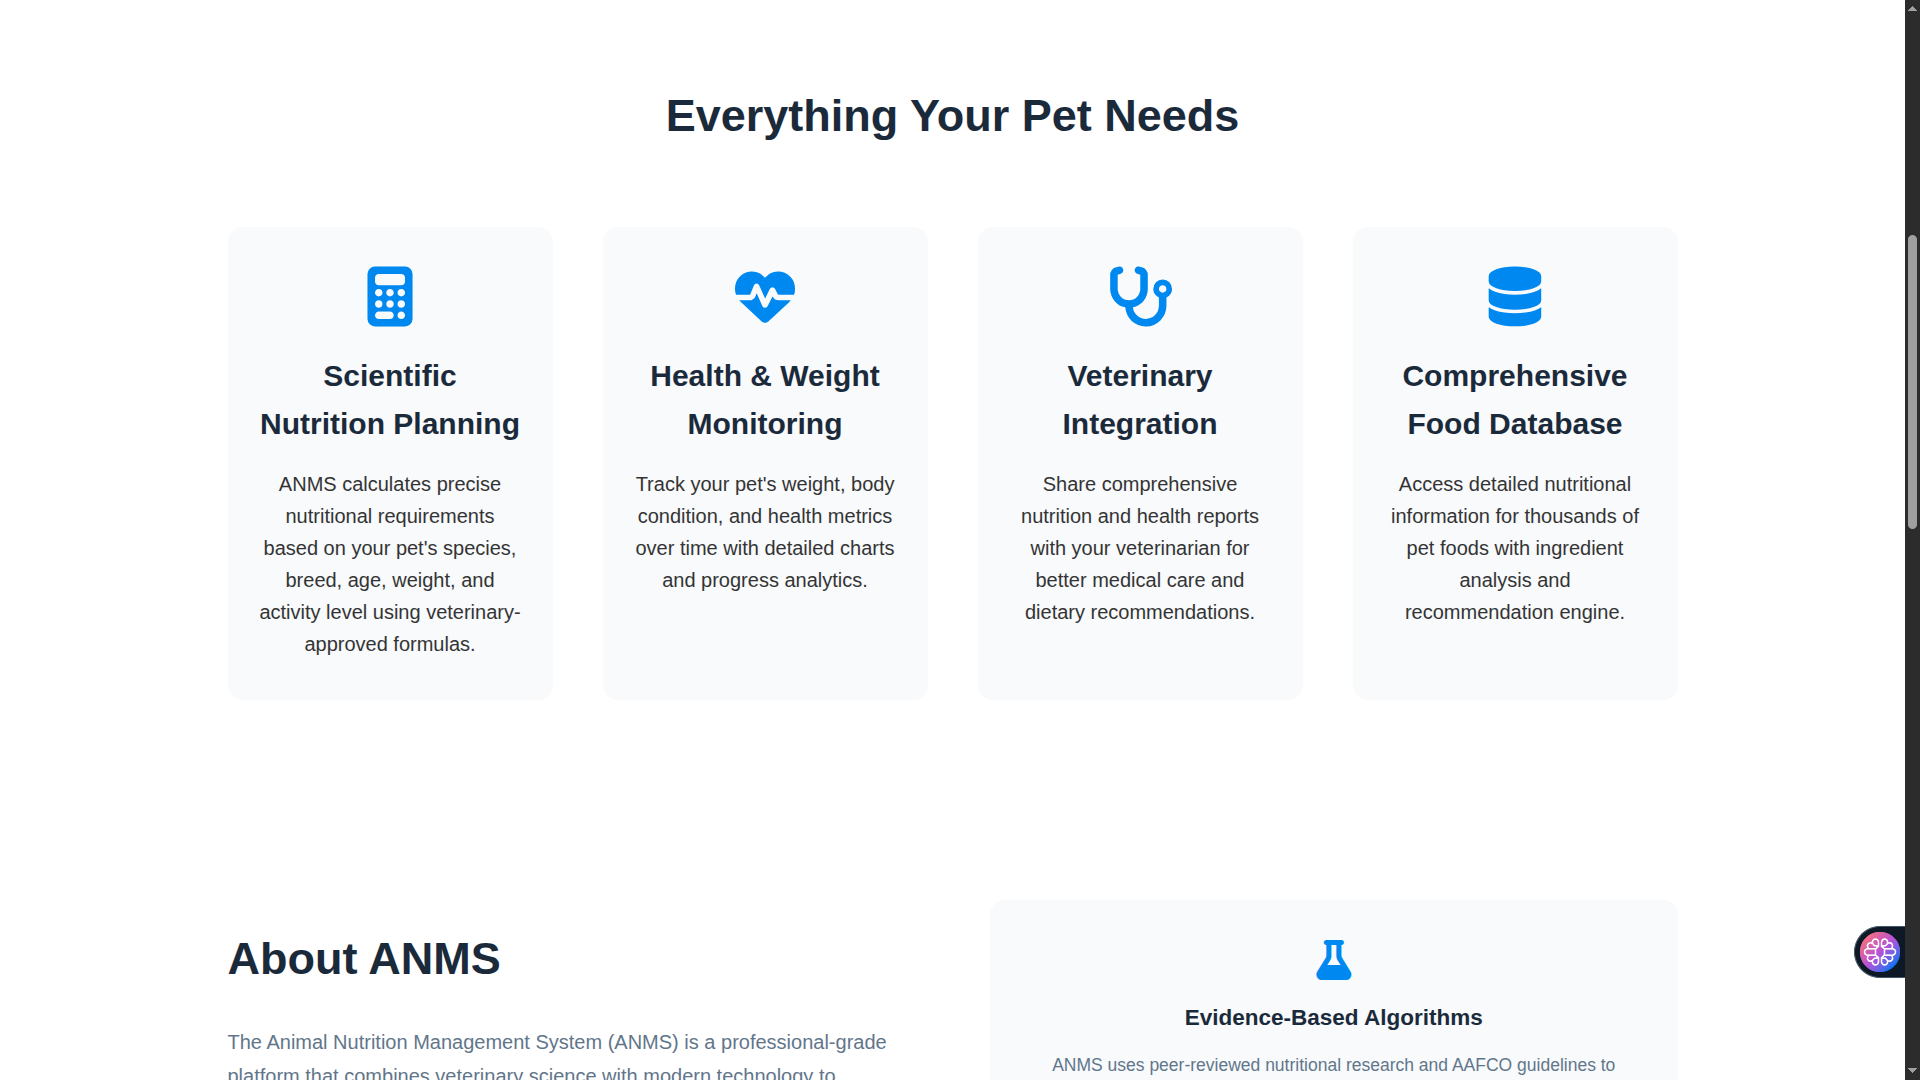 Everything Your Pet Needs
Scientific
Nutrition Planning
ANMS calculates precise
nutritional requirements
based on your pet's species,
breed, age, weight, and
activity level using veterinary-
approved formulas.
Health & Weight
Monitoring
Track your pet's weight, body
condition, and health metrics
over time with detailed charts
and progress analytics.
Veterinary
Integration
Share comprehensive
nutrition and health reports
with your veterinarian for
better medical care and
dietary recommendations.
Comprehensive
Food Database
Access detailed nutritional
information for thousands of
pet foods with ingredient
analysis and
recommendation engine.
About ANMS
The Animal Nutrition Management System (ANMS) is a professional-grade
platform that combines veterinary science with modern technology to
Evidence-Based Algorithms
ANMS uses peer-reviewed nutritional research and AAFCO guidelines to